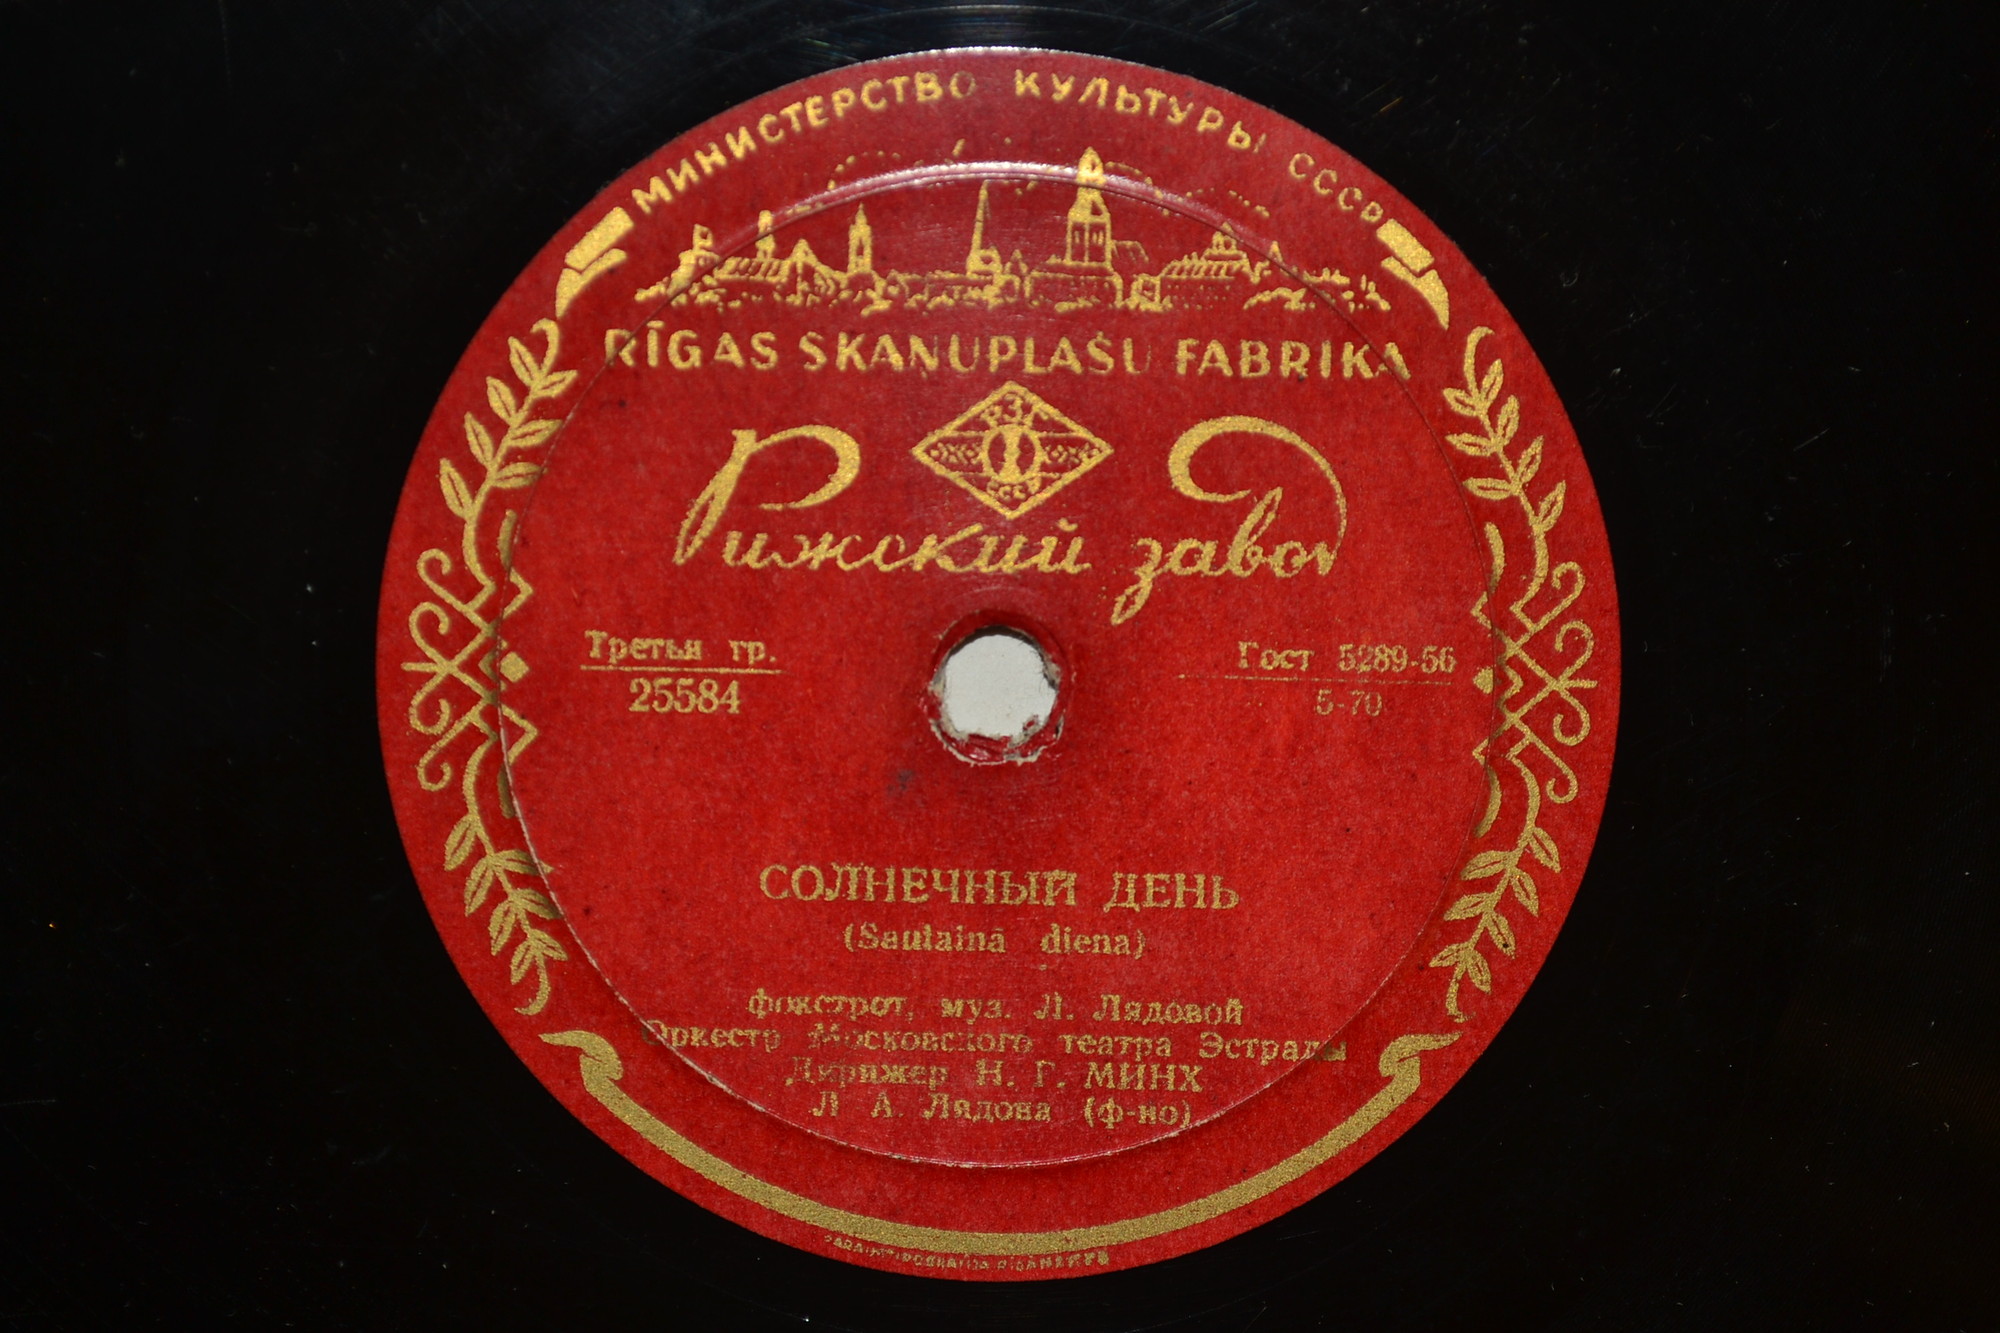 МИНИСТЕРСТВО КУЛЬТУРЫ СССР
RĪGAS SKAŅUPLAŠU FABRIKA
Р.З.Г
СССР
Рижский завод
Третья гр.
25584
Гост 5289-56
5-70
СОЛНЕЧНЫЙ ДЕНЬ
(Saulainā diena)
фокстрот, муз. Л. Лядовой
Оркестр Московского театра Эстрады
Дирижер Н. Г. МИНХ
Л А. Лядова (ф-но)